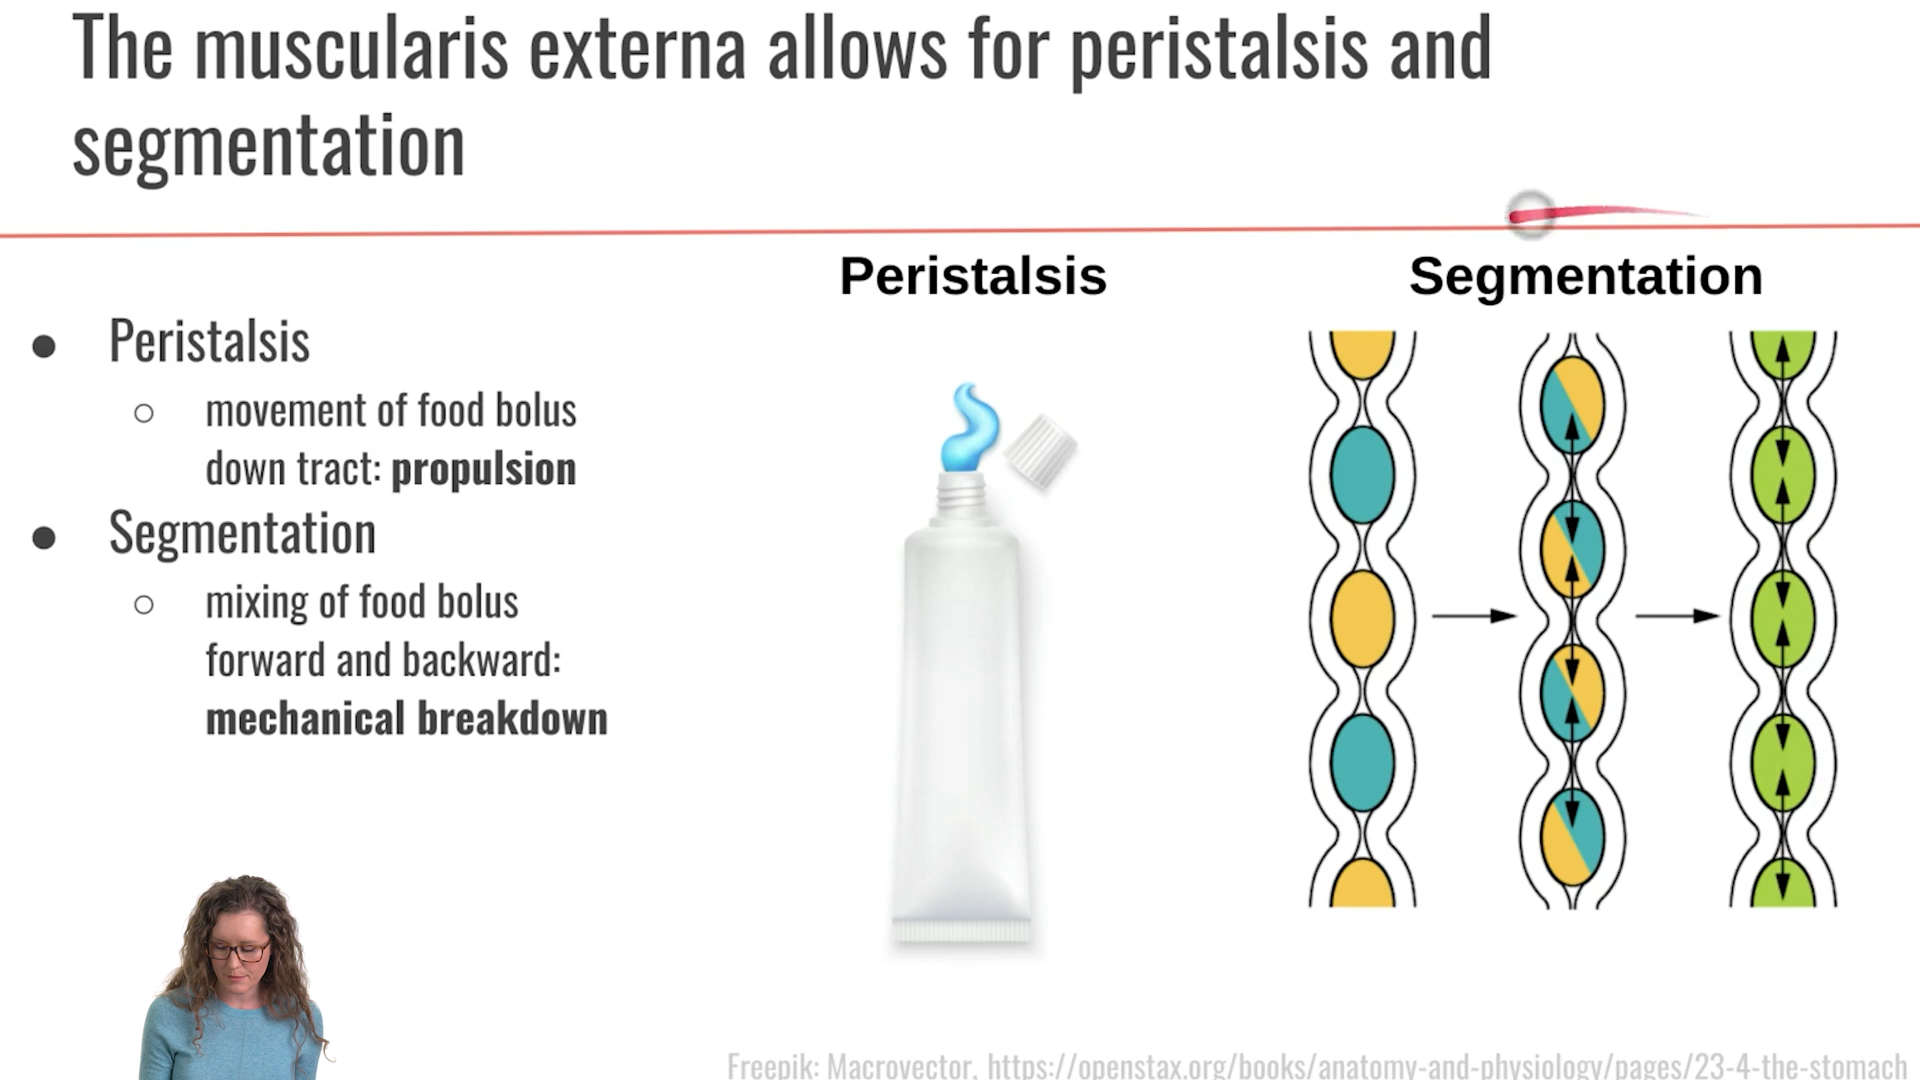 The muscularis externa allows for peristalsis and
segmentation
● Peristalsis
○ movement of food bolus
down tract: propulsion
● Segmentation
○ mixing of food bolus
forward and backward:
mechanical breakdown
Peristalsis
Segmentation
Freepik: Macrovector, https://openstax.org/books/anatomy-and-physiology/pages/23-4-the-stomach